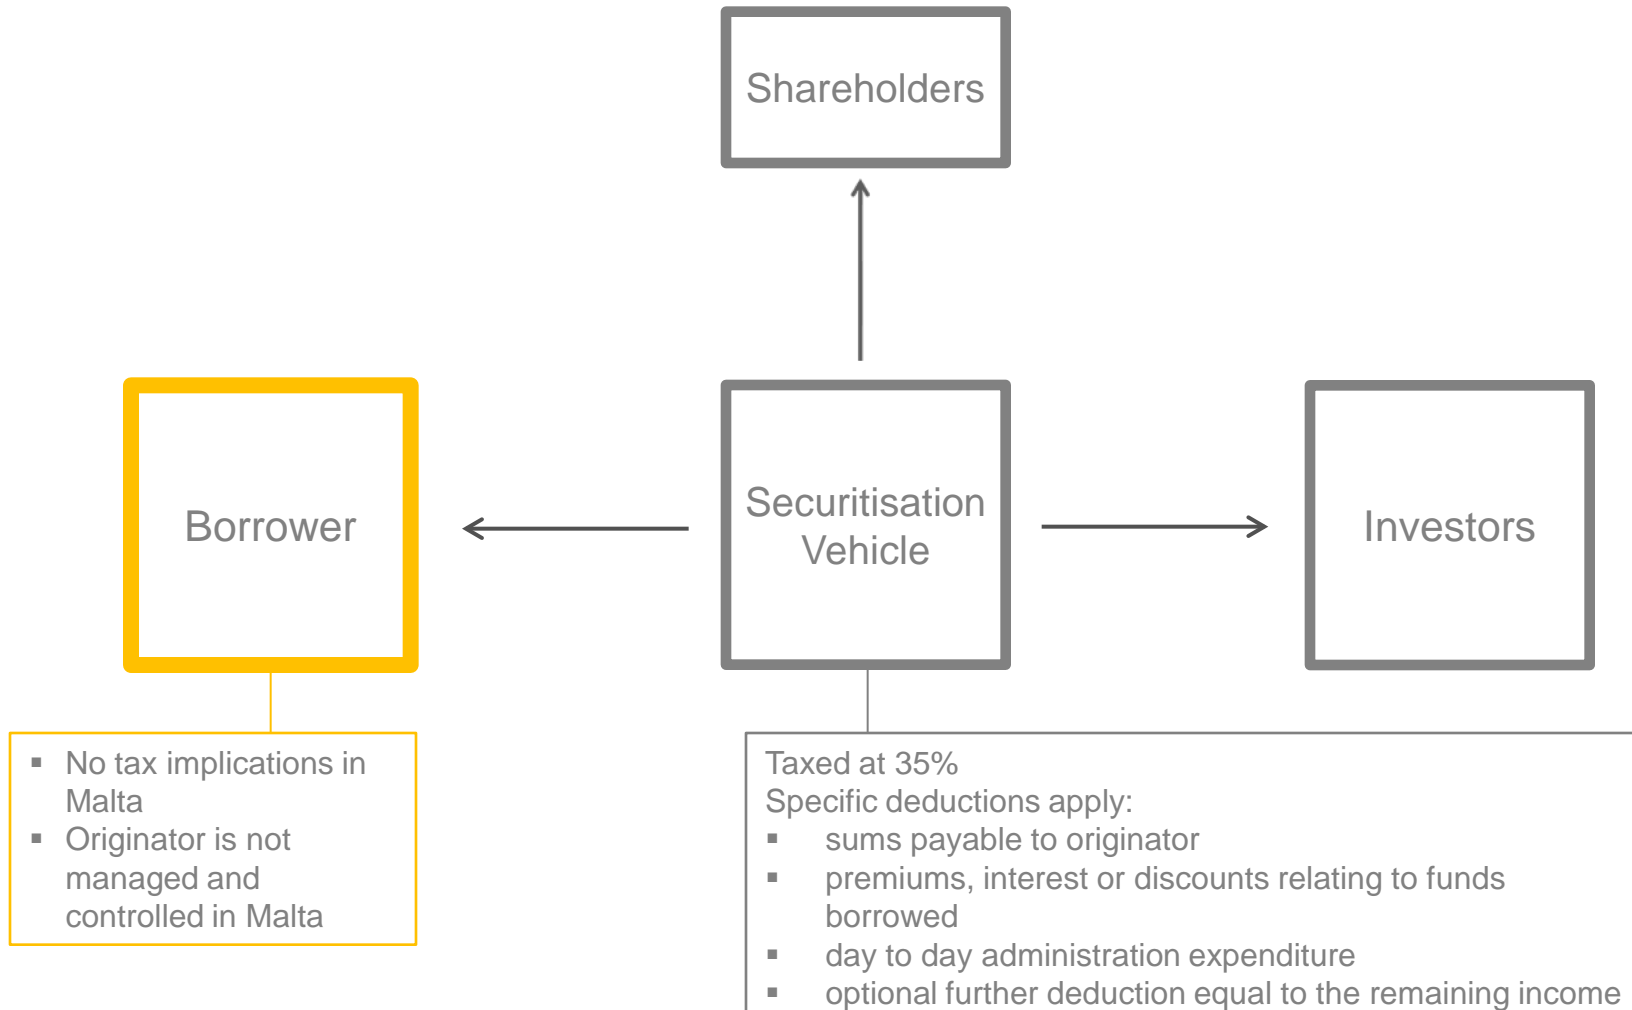 Shareholders
Borrower
Securitisation
Vehicle
Investors
▪ No tax implications in
Malta
▪ Originator is not
managed and
controlled in Malta
Taxed at 35%
Specific deductions apply:
▪ sums payable to originator
▪ premiums, interest or discounts relating to funds
borrowed
▪ day to day administration expenditure
▪ optional further deduction equal to the remaining income